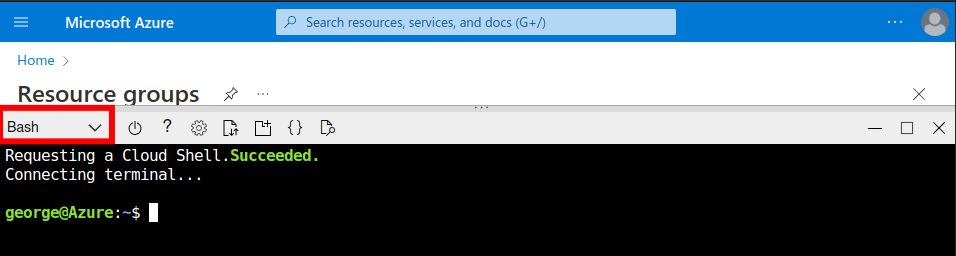 Microsoft Azure
Search resources, services, and docs (G+/)
Home
Resource groups
Bash
Requesting a Cloud Shell.Succeeded.
Connecting terminal...
george@Azure:~$